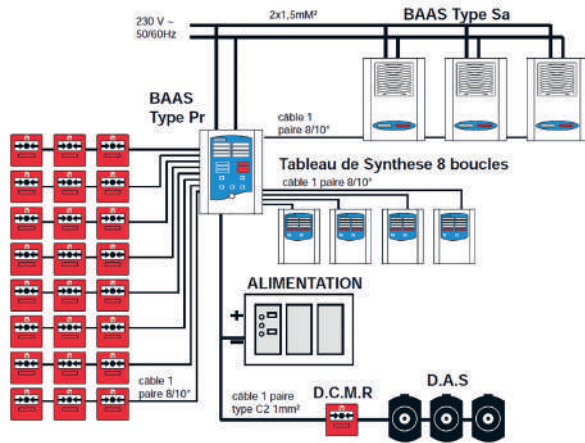 230 V ~
50/60Hz
2x1,5mM²
BAAS Type Sa
BAAS
Type Pr
câble 1
paire 8/10°
Tableau de Synthese 8 boucles
câble 1 paire 8/10°
ALIMENTATION
+
–
câble 1
paire 8/10°
câble 1 paire
type C2 1mm²
D.C.M.R
D.A.S